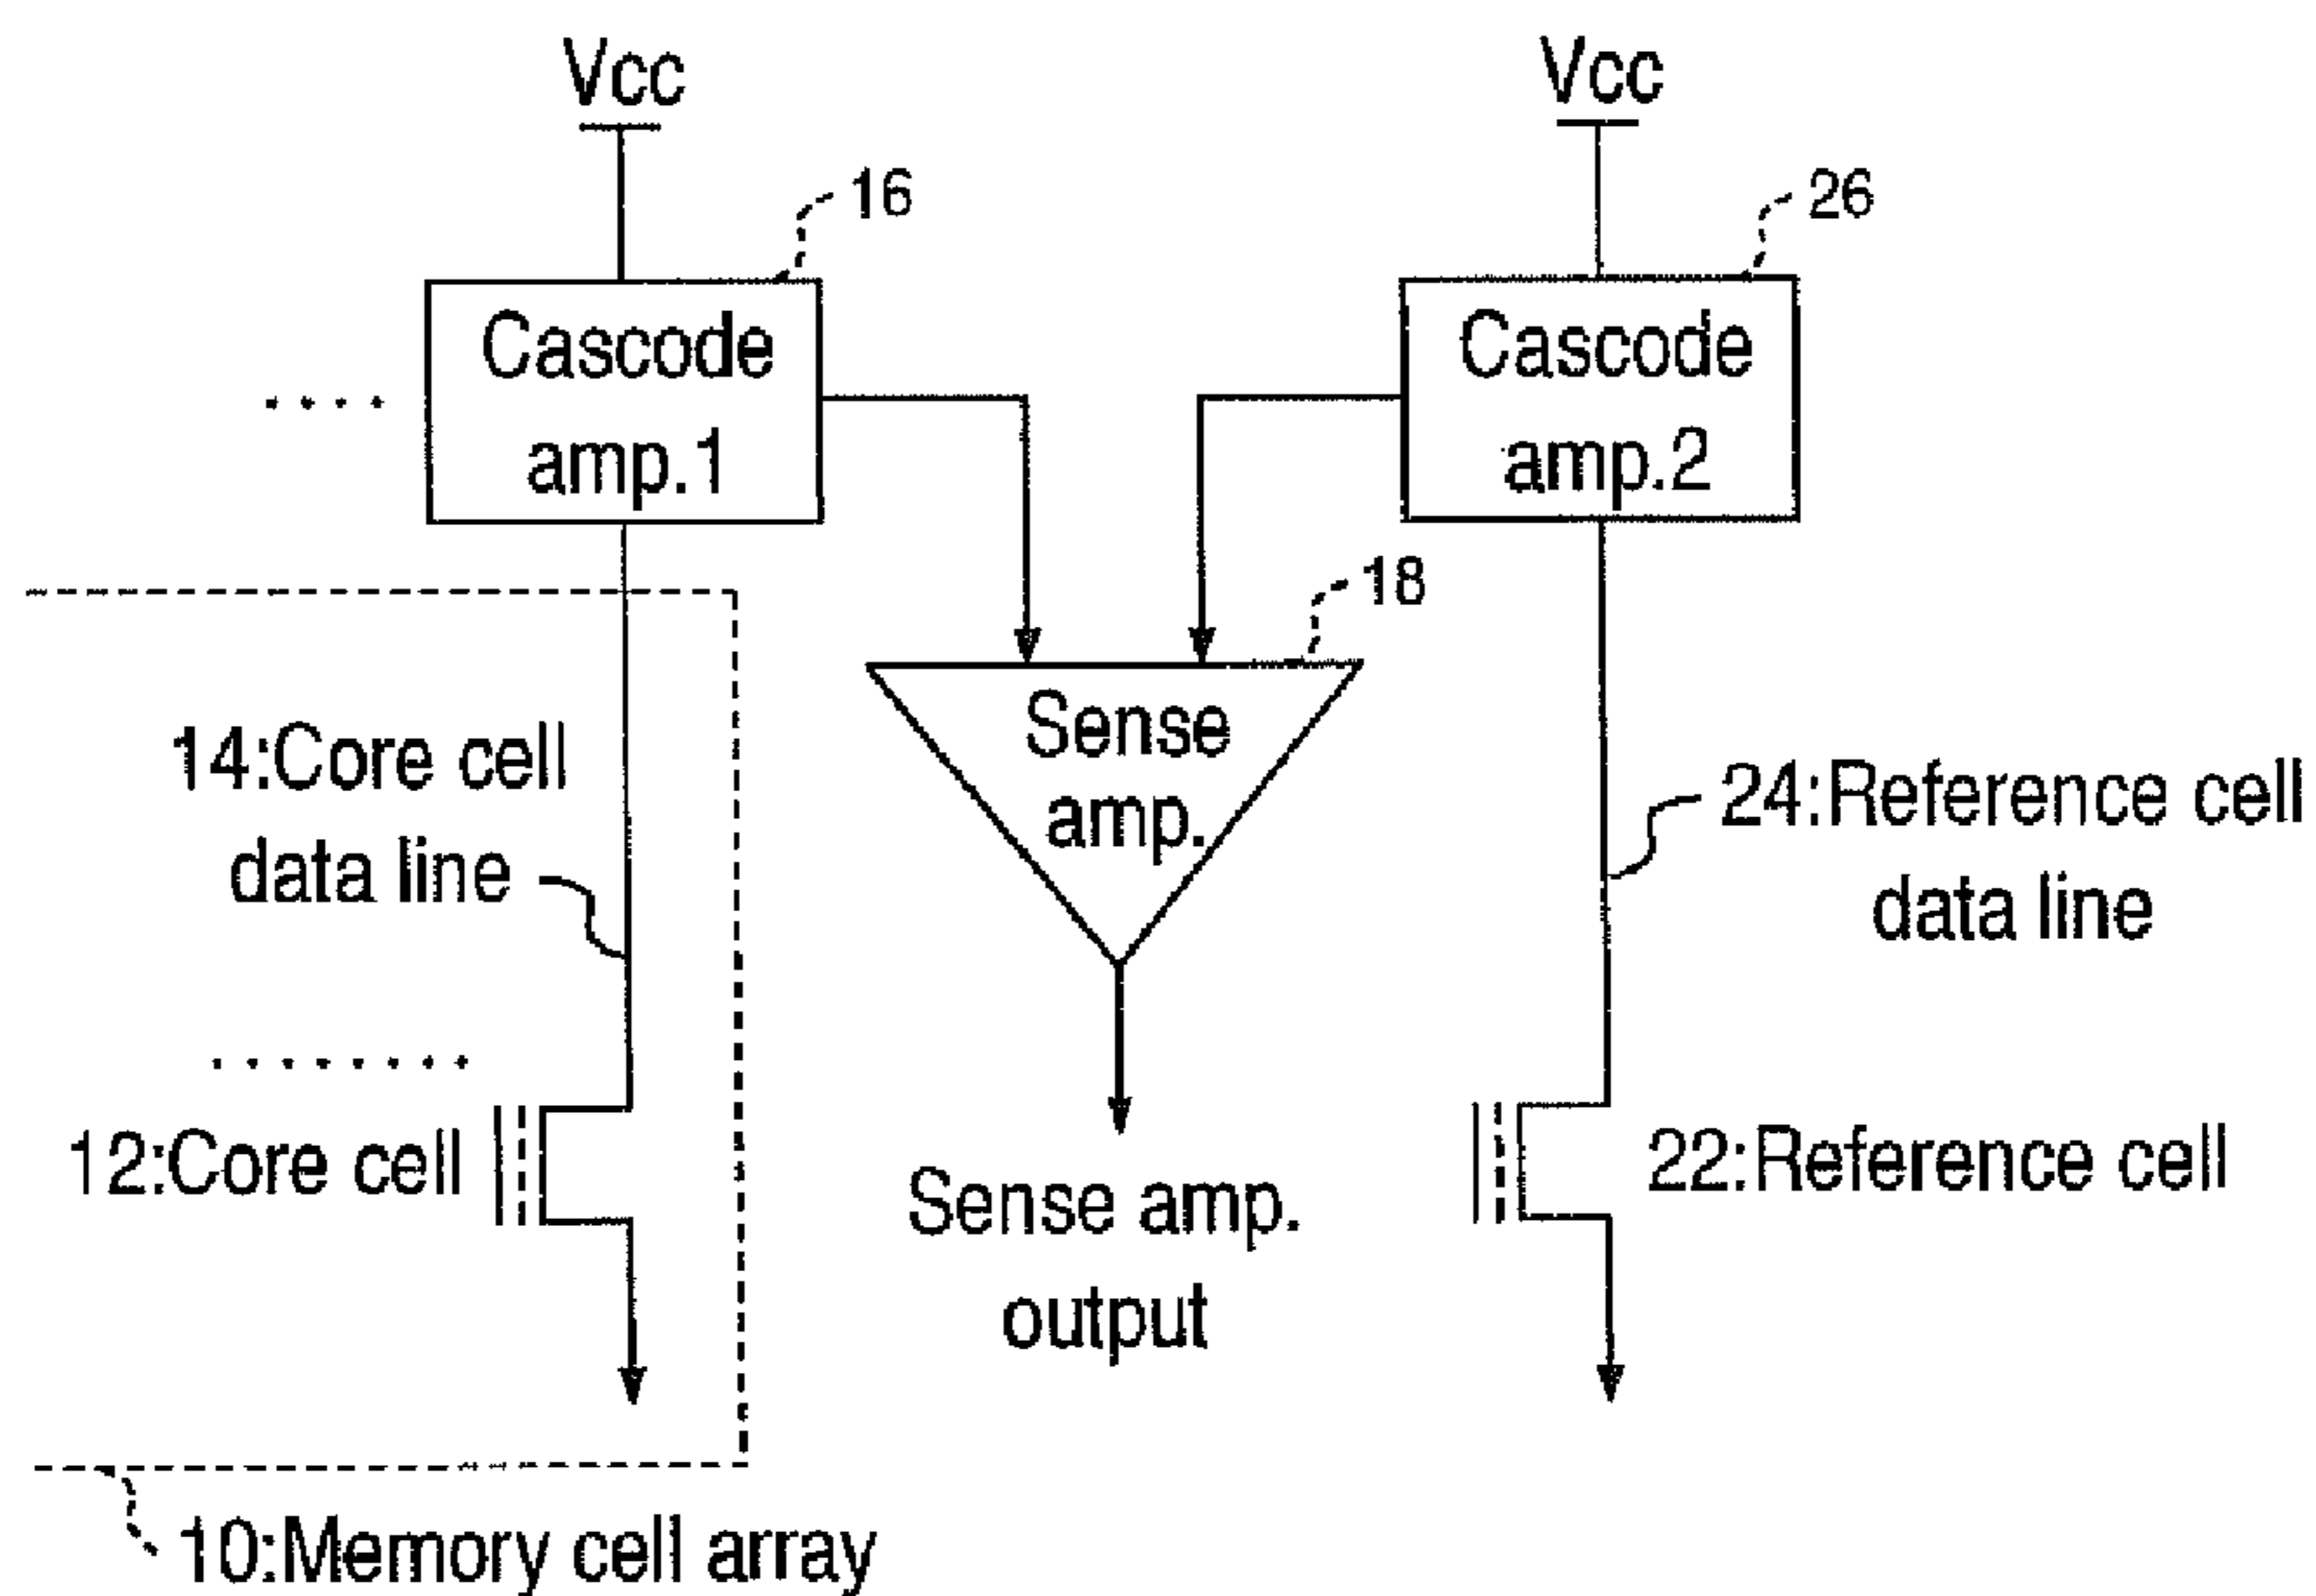 Vcc
Vcc
16
26
Cascode
amp.1
Cascode
amp.2
18
Sense
amp.
14:Core cell
data line
24:Reference cell
data line
12:Core cell
22:Reference cell
Sense amp.
output
10:Memory cell array